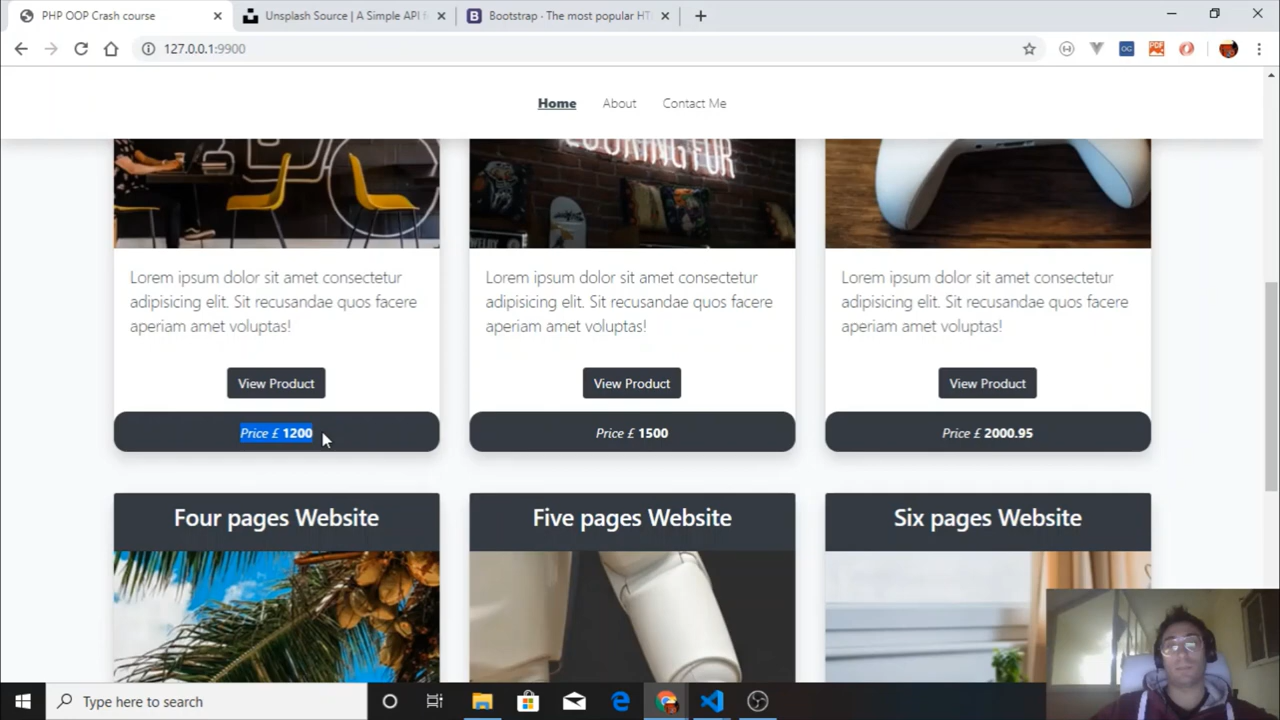 PHP OOP Crash course
Unsplash Source | A Simple API f
Bootstrap · The most popular HT
127.0.0.1:9900
OG
PDF
Home
About
Contact Me
LOOKING FOR
Lorem ipsum dolor sit amet consectetur
adipisicing elit. Sit recusandae quos facere
aperiam amet voluptas!
Lorem ipsum dolor sit amet consectetur
adipisicing elit. Sit recusandae quos facere
aperiam amet voluptas!
Lorem ipsum dolor sit amet consectetur
adipisicing elit. Sit recusandae quos facere
aperiam amet voluptas!
View Product
View Product
View Product
Price £ 1200
Price £ 1500
Price £ 2000.95
Four pages Website
Five pages Website
Six pages Website
Type here to search